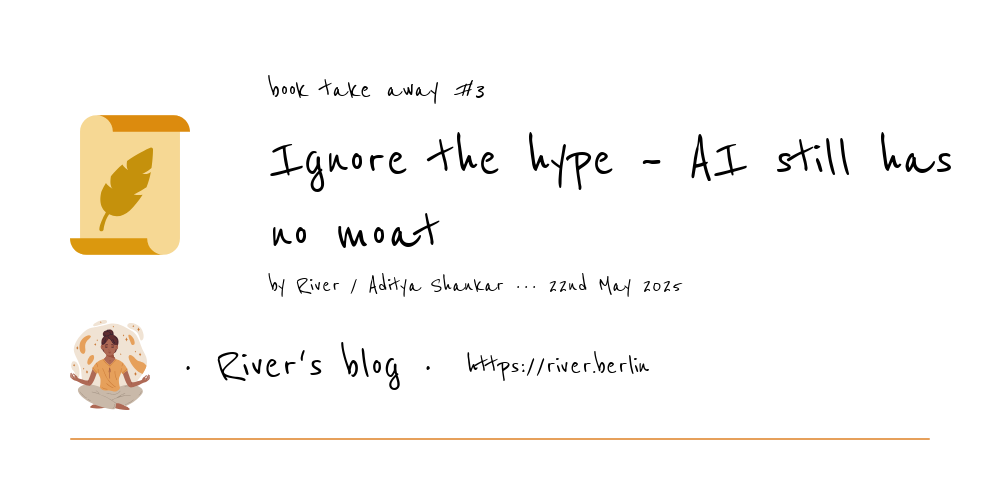 book take away #3
Ignore the hype - AI still has
no moat
by River / Aditya Shankar ... 22nd May 2025
· River's blog · https://river.berlin